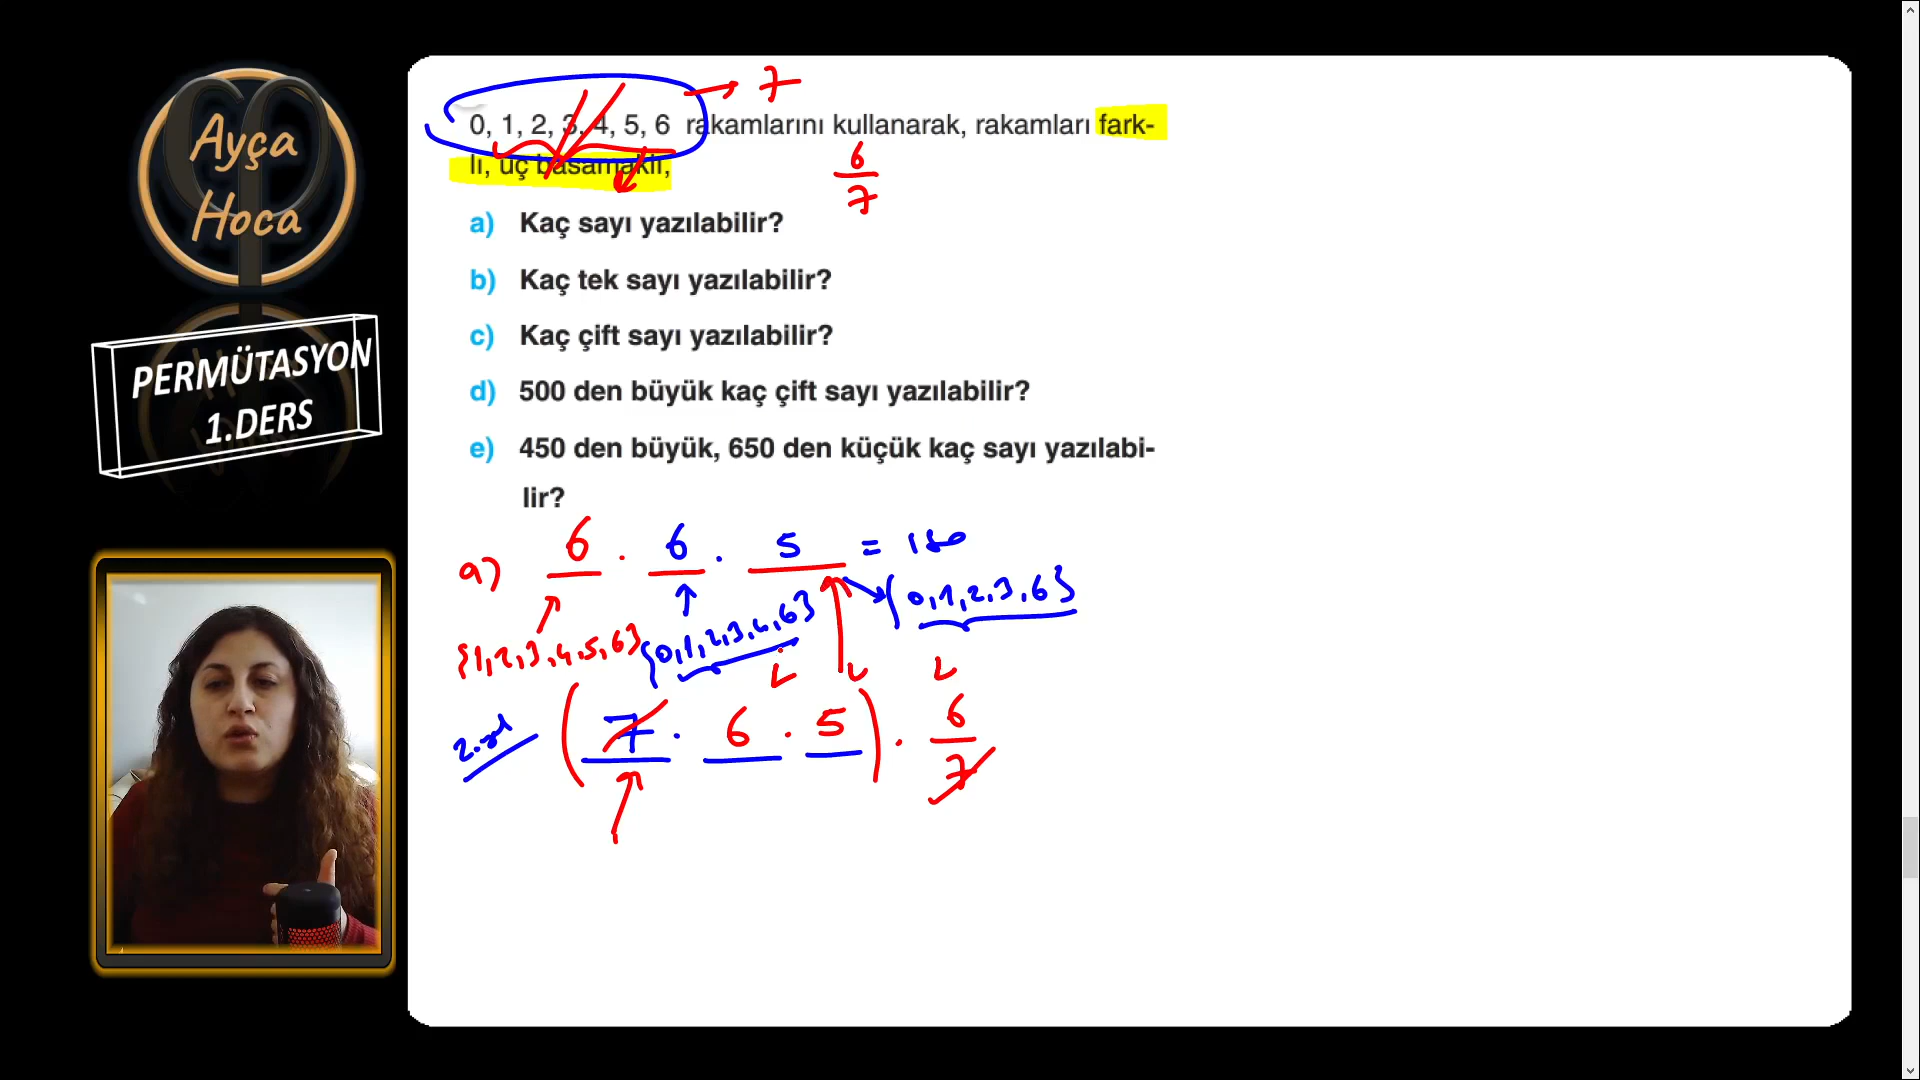 Ayça
Hoca
PERMÜTASYON
1.DERS
0, 1, 2, 3, 4, 5, 6 rakamlarını kullanarak, rakamları fark-
lı, üç basamaklı,
→ 7
6/7
a) Kaç sayı yazılabilir?
b) Kaç tek sayı yazılabilir?
c) Kaç çift sayı yazılabilir?
d) 500 den büyük kaç çift sayı yazılabilir?
e) 450 den büyük, 650 den küçük kaç sayı yazılabi-
lir?
a) 6 . 6 . 5 = 180
{0,1,2,3,6}
{1,2,3,4,5,6} {0,1,2,3,4,6}
2.yol (7 . 6 . 5) . 6/7